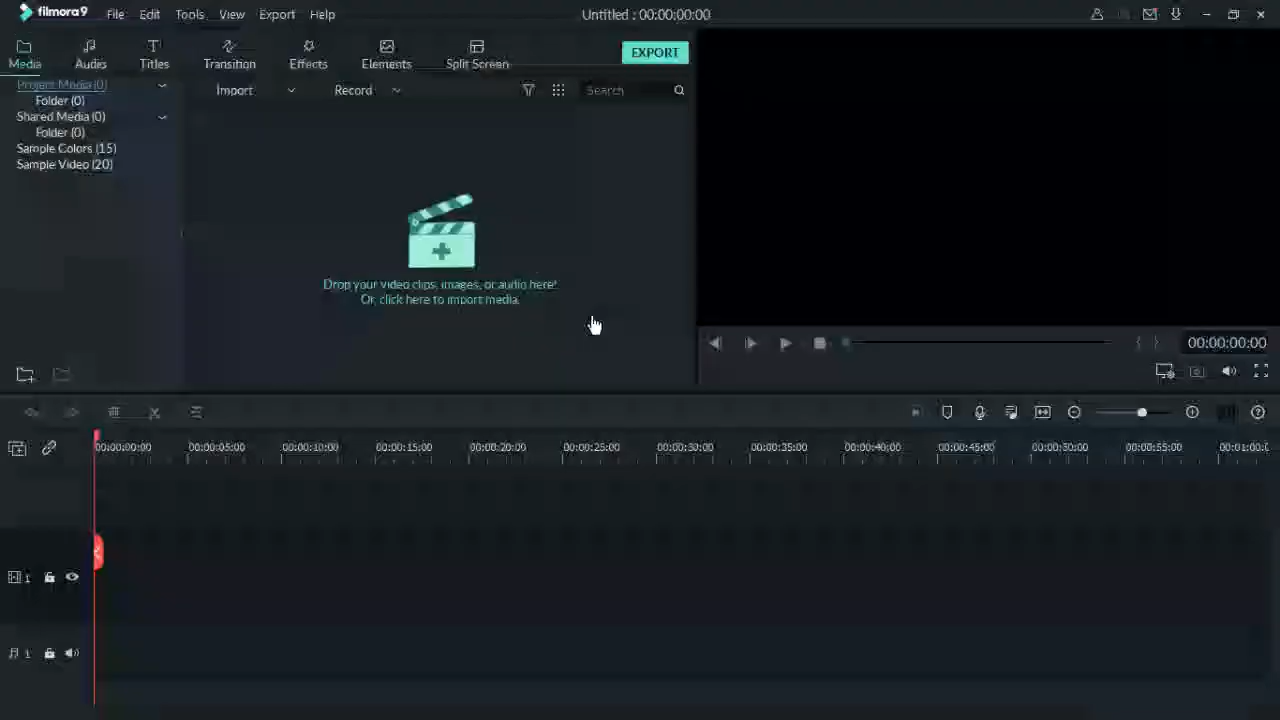 filmora9 File Edit Tools View Export Help Untitled : 00:00:00:00
Media Audio Titles Transition Effects Elements Split Screen EXPORT
Project Media (0)
Folder (0)
Shared Media (0)
Folder (0)
Sample Colors (15)
Sample Video (20)
Import Record Search
Drop your video clips, images, or audio here!
Or, click here to import media.
00:00:00:00
00:00:00:00 00:00:05:00 00:00:10:00 00:00:15:00 00:00:20:00 00:00:25:00 00:00:30:00 00:00:35:00 00:00:40:00 00:00:45:00 00:00:50:00 00:00:55:00 00:01:00:0
1
1